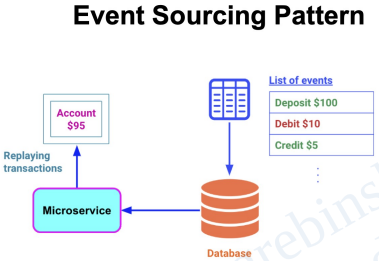 Event Sourcing Pattern
List of events
Account
$95
Deposit $100
Debit $10
Credit $5
Replaying
transactions
Microservice
Database